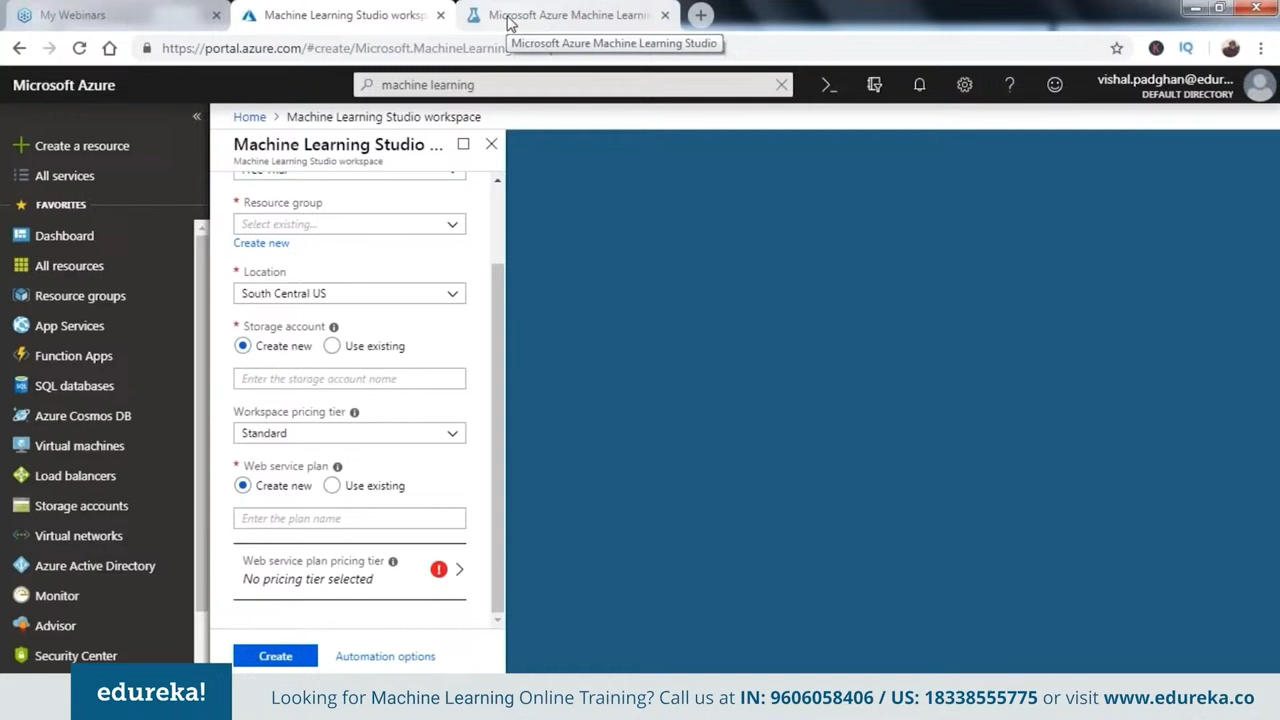 My Webinars
Machine Learning Studio worksp
Microsoft Azure Machine Learni
https://portal.azure.com/#create/Microsoft.MachineLearning
Microsoft Azure Machine Learning Studio
IQ
Microsoft Azure
machine learning
vishal.padghan@edur...
DEFAULT DIRECTORY
Home
Machine Learning Studio workspace
Create a resource
All services
FAVORITES
Dashboard
All resources
Resource groups
App Services
Function Apps
SQL databases
Azure Cosmos DB
Virtual machines
Load balancers
Storage accounts
Virtual networks
Azure Active Directory
Monitor
Advisor
Security Center
Machine Learning Studio ...
Machine Learning Studio workspace
* Resource group
Select existing...
Create new
* Location
South Central US
* Storage account
Create new Use existing
Enter the storage account name
Workspace pricing tier
Standard
* Web service plan
Create new Use existing
Enter the plan name
Web service plan pricing tier
No pricing tier selected
Create
Automation options
edureka!
Looking for Machine Learning Online Training? Call us at IN: 9606058406 / US: 18338555775 or visit www.edureka.co